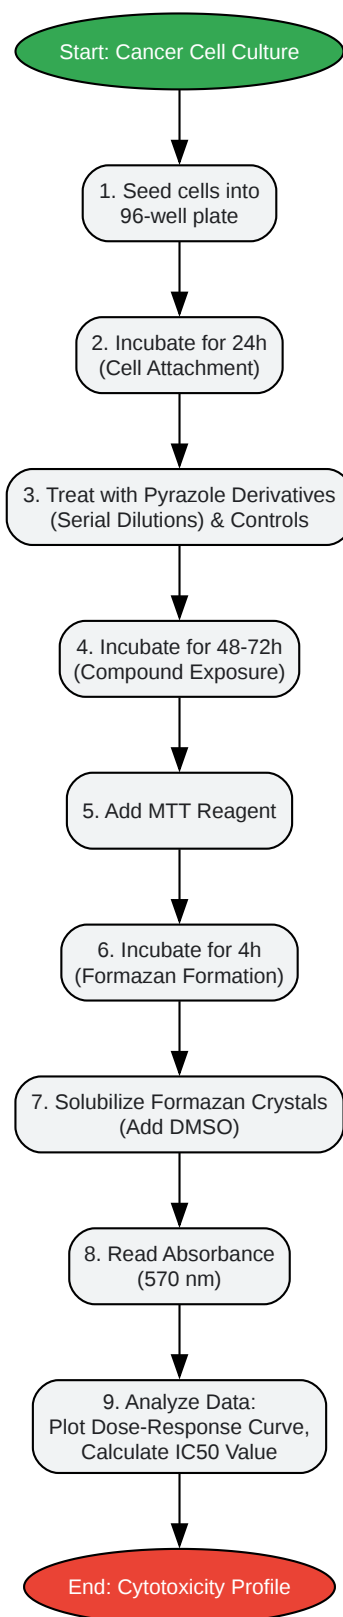 Start: Cancer Cell Culture
1. Seed cells into
96-well plate
2. Incubate for 24h
(Cell Attachment)
3. Treat with Pyrazole Derivatives
(Serial Dilutions) & Controls
4. Incubate for 48-72h
(Compound Exposure)
5. Add MTT Reagent
6. Incubate for 4h
(Formazan Formation)
7. Solubilize Formazan Crystals
(Add DMSO)
8. Read Absorbance
(570 nm)
9. Analyze Data:
Plot Dose-Response Curve,
Calculate IC50 Value
End: Cytotoxicity Profile